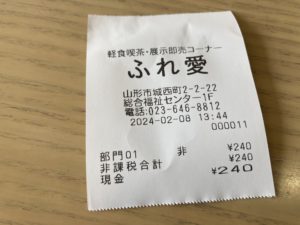 軽食喫茶・展示即売コーナー
ふれ愛
山形市城西町2-2-22
総合福祉センター1F
電話:023-646-8812
2024-02-08 13:44
000011
部門01 非 ¥240
非課税合計 ¥240
現金 ¥240